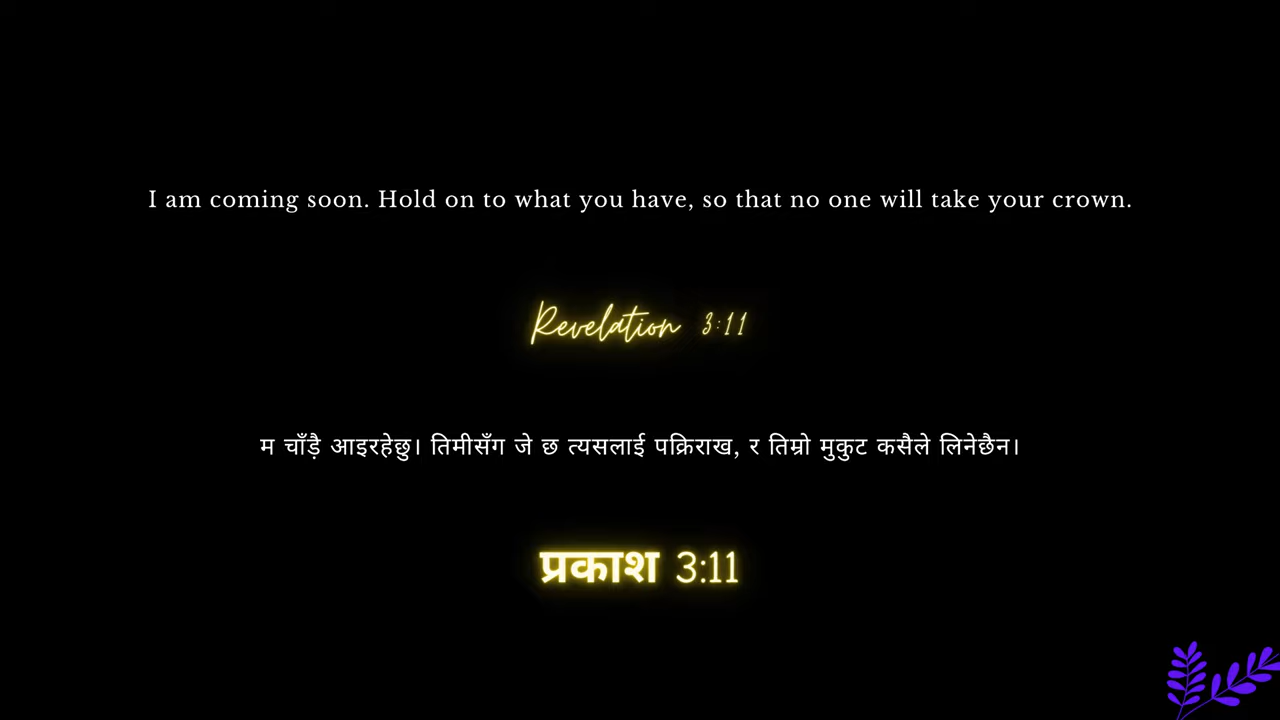 I am coming soon. Hold on to what you have, so that no one will take your crown.
Revelation 3:11
म चाँड़ै आइरहेछु। तिमीसँग जे छ त्यसलाई पक्रिराख, र तिम्रो मुकुट कसैले लिनेछैन।
प्रकाश 3:11